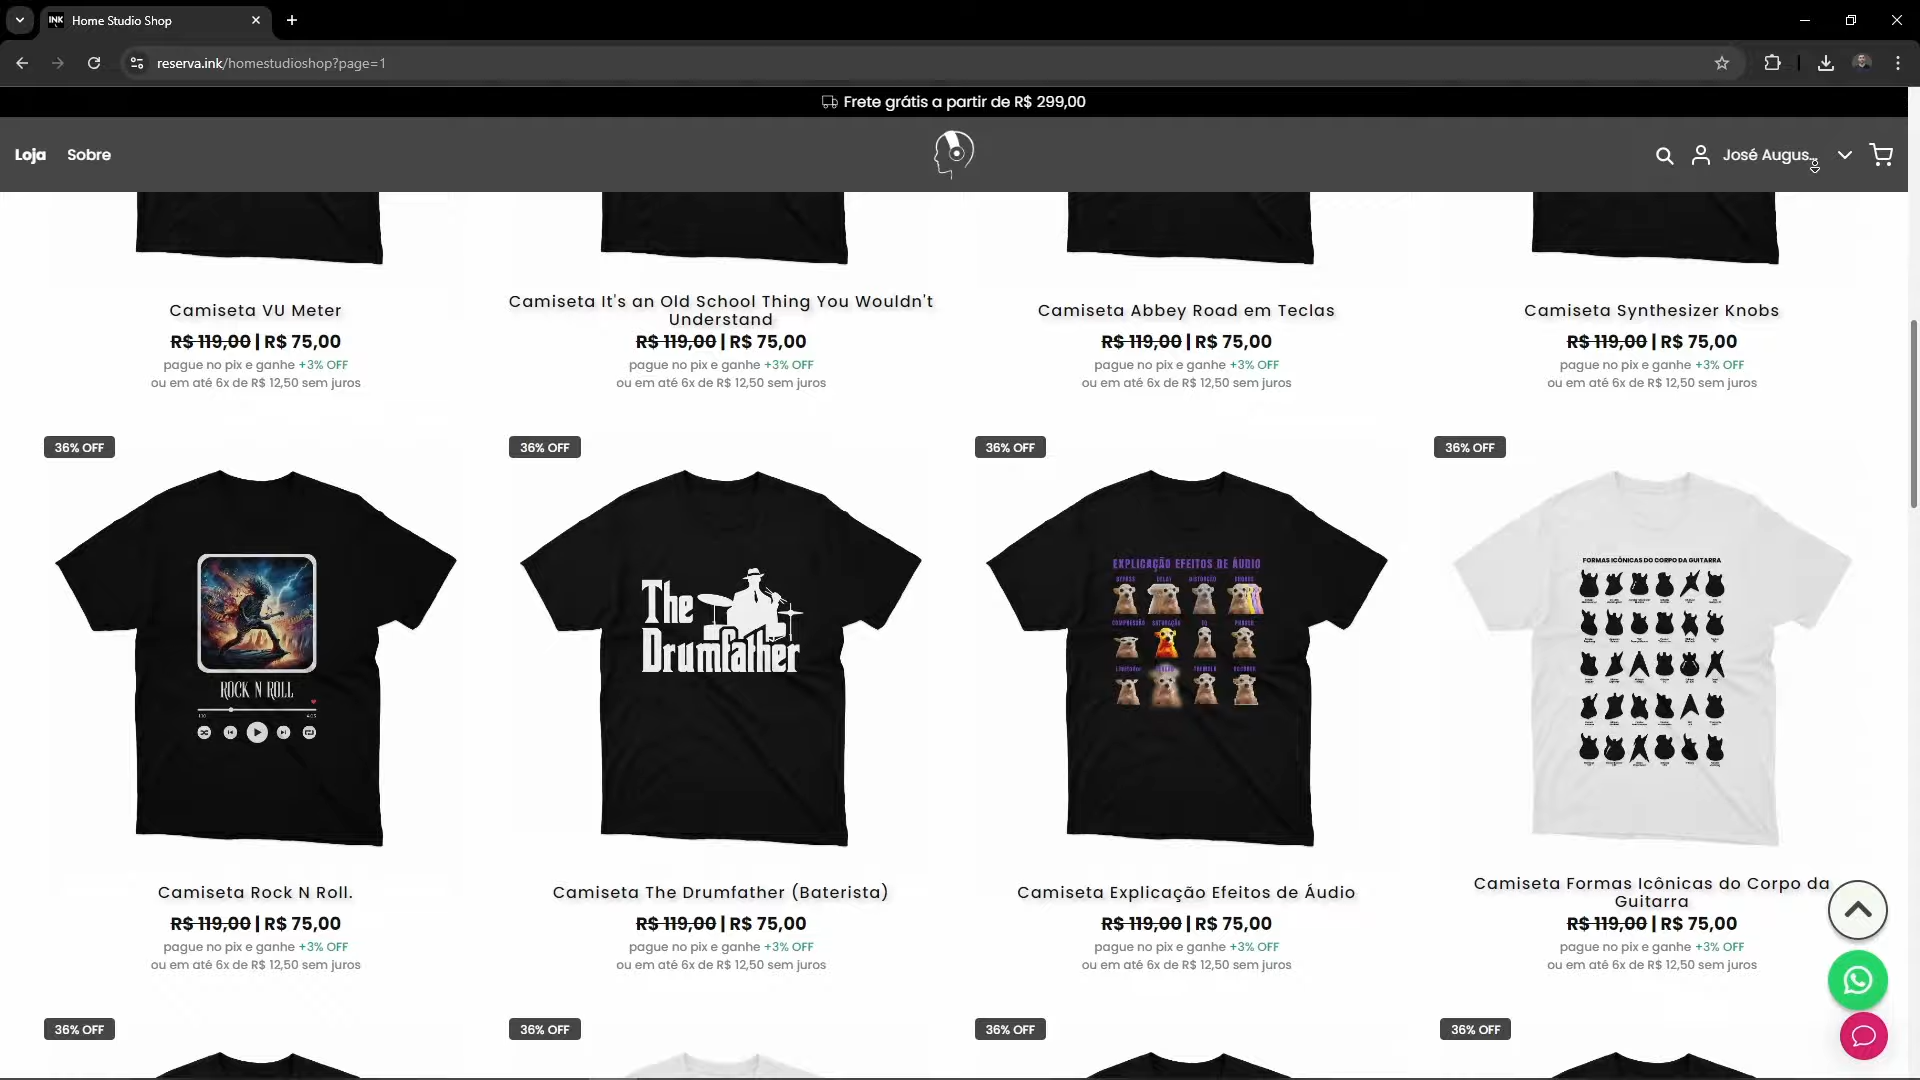 INK Home Studio Shop
reserva.ink/homestudioshop?page=1
Frete grátis a partir de R$ 299,00
Loja Sobre
José Augus...
Camiseta VU Meter
R$ 119,00 | R$ 75,00
pague no pix e ganhe +3% OFF
ou em até 6x de R$ 12,50 sem juros
Camiseta It's an Old School Thing You Wouldn't
Understand
R$ 119,00 | R$ 75,00
pague no pix e ganhe +3% OFF
ou em até 6x de R$ 12,50 sem juros
Camiseta Abbey Road em Teclas
R$ 119,00 | R$ 75,00
pague no pix e ganhe +3% OFF
ou em até 6x de R$ 12,50 sem juros
Camiseta Synthesizer Knobs
R$ 119,00 | R$ 75,00
pague no pix e ganhe +3% OFF
ou em até 6x de R$ 12,50 sem juros
36% OFF
ROCK N ROLL
Camiseta Rock N Roll.
R$ 119,00 | R$ 75,00
pague no pix e ganhe +3% OFF
ou em até 6x de R$ 12,50 sem juros
36% OFF
The
Drumfather
Camiseta The Drumfather (Baterista)
R$ 119,00 | R$ 75,00
pague no pix e ganhe +3% OFF
ou em até 6x de R$ 12,50 sem juros
36% OFF
EXPLICAÇÃO EFEITOS DE ÁUDIO
Camiseta Explicação Efeitos de Áudio
R$ 119,00 | R$ 75,00
pague no pix e ganhe +3% OFF
ou em até 6x de R$ 12,50 sem juros
36% OFF
FORMAS ICÔNICAS DO CORPO DA GUITARRA
Camiseta Formas Icônicas do Corpo da
Guitarra
R$ 119,00 | R$ 75,00
pague no pix e ganhe +3% OFF
ou em até 6x de R$ 12,50 sem juros
36% OFF
36% OFF
36% OFF
36% OFF